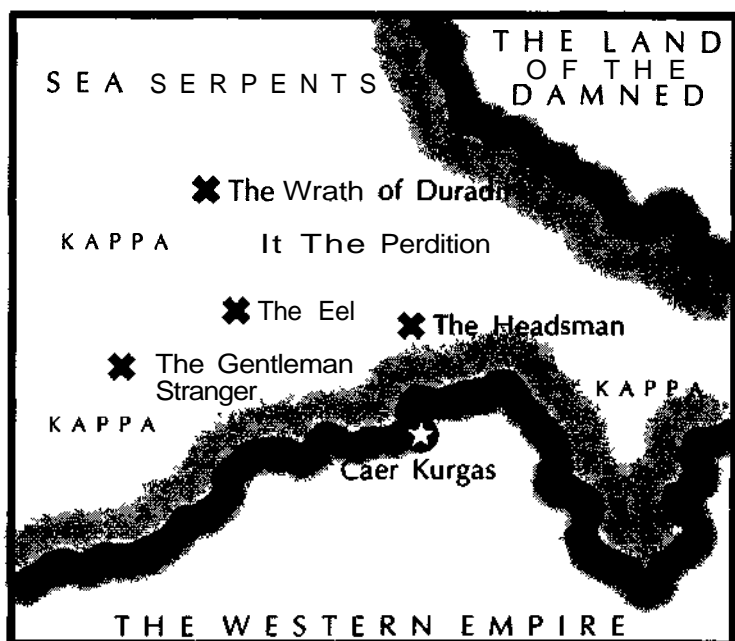 THE LAND
OF THE
DAMNED
SEA SERPENTS
The Wrath of Duradn
KAPPA
It The Perdition
The Eel
The Headsman
The Gentleman
Stranger
KAPPA
KAPPA
Caer Kurgas
THE WESTERN EMPIRE